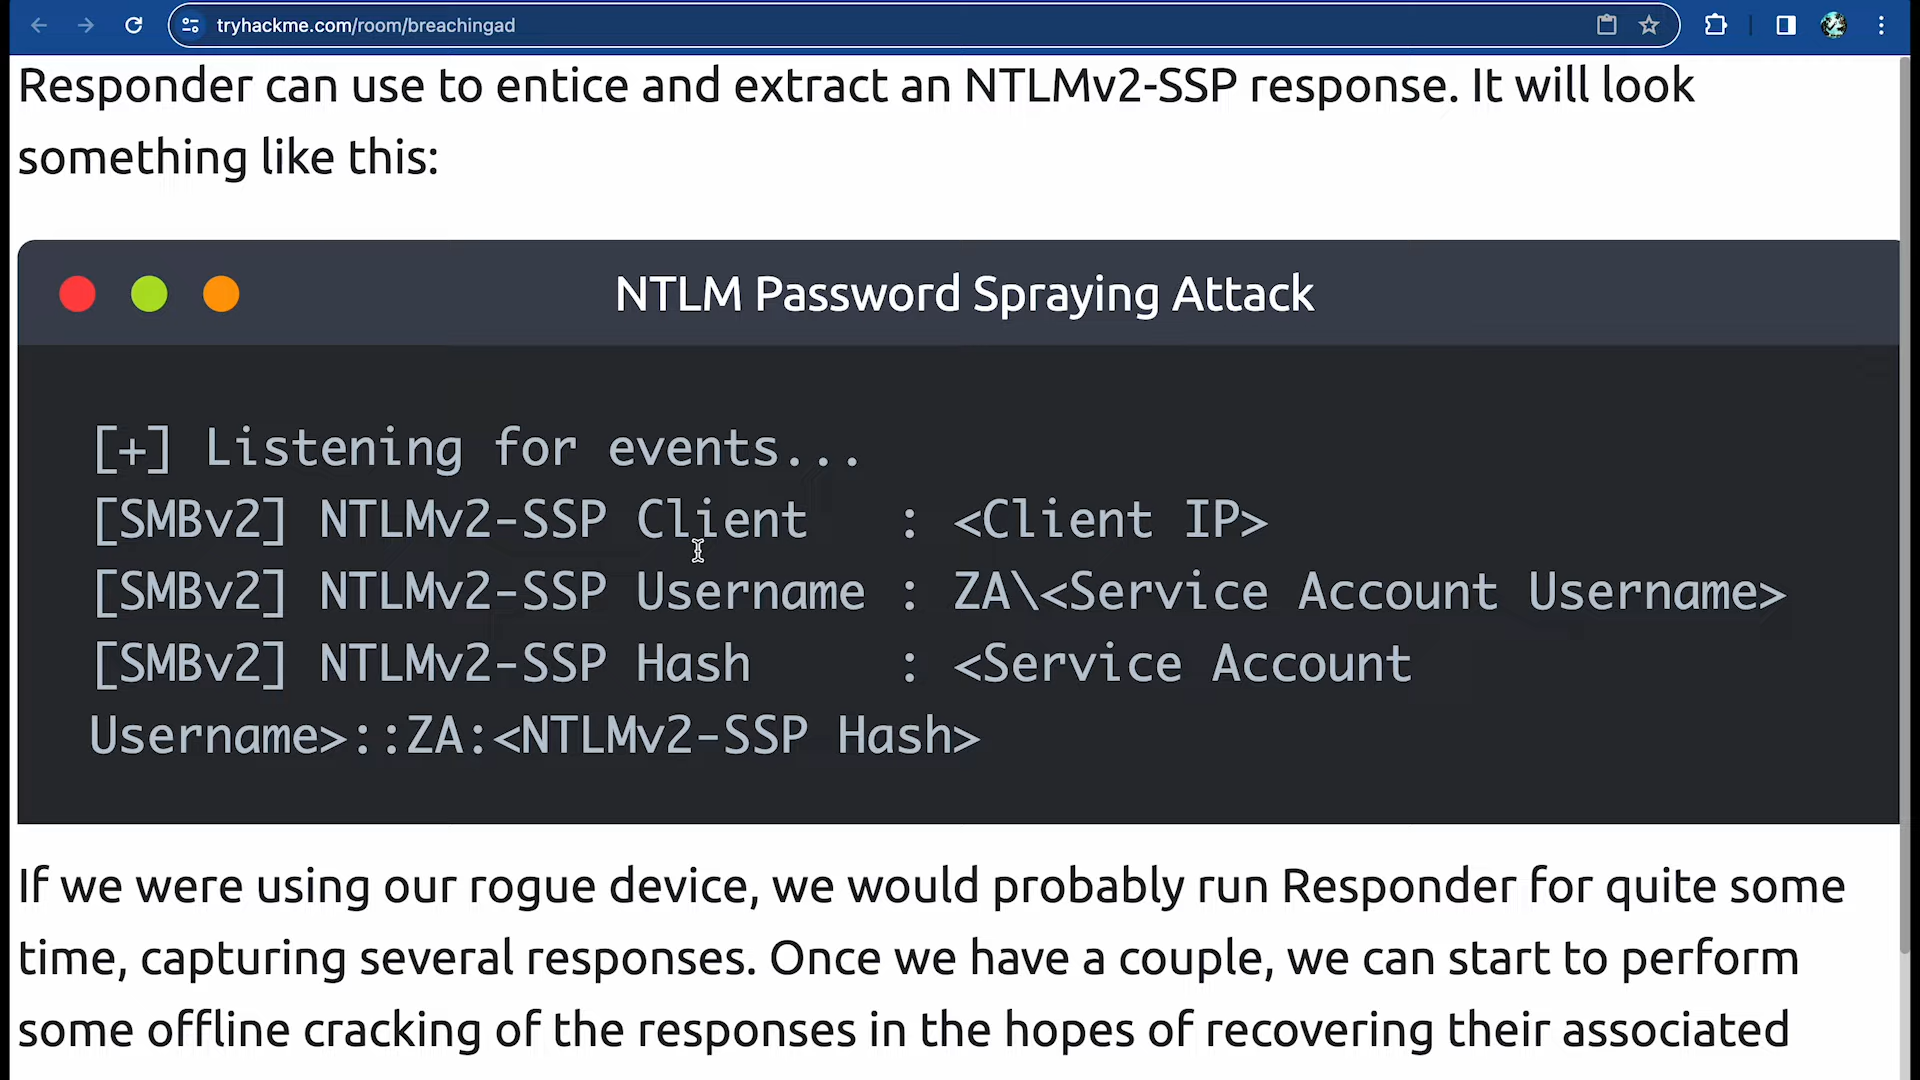 tryhackme.com/room/breachingad
Responder can use to entice and extract an NTLMv2-SSP response. It will look
something like this:
NTLM Password Spraying Attack
[+] Listening for events...
[SMBv2] NTLMv2-SSP Client   : <Client IP>
[SMBv2] NTLMv2-SSP Username : ZA\<Service Account Username>
[SMBv2] NTLMv2-SSP Hash     : <Service Account
Username>::ZA:<NTLMv2-SSP Hash>
If we were using our rogue device, we would probably run Responder for quite some
time, capturing several responses. Once we have a couple, we can start to perform
some offline cracking of the responses in the hopes of recovering their associated